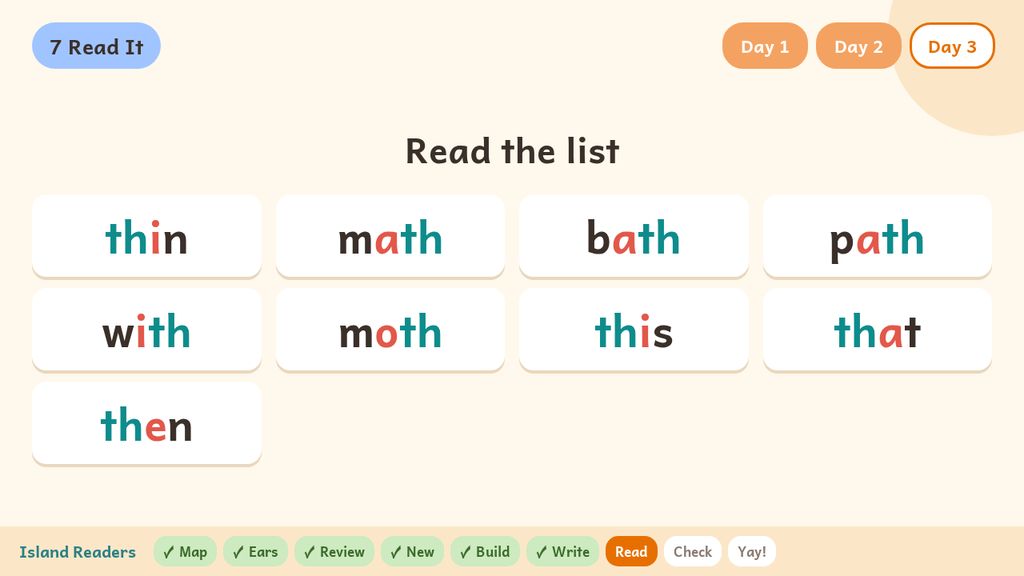 7 Read It
Day 1 Day 2 Day 3
Read the list
thin math bath path
with moth this that
then
Island Readers ✓ Map ✓ Ears ✓ Review ✓ New ✓ Build ✓ Write Read Check Yay!